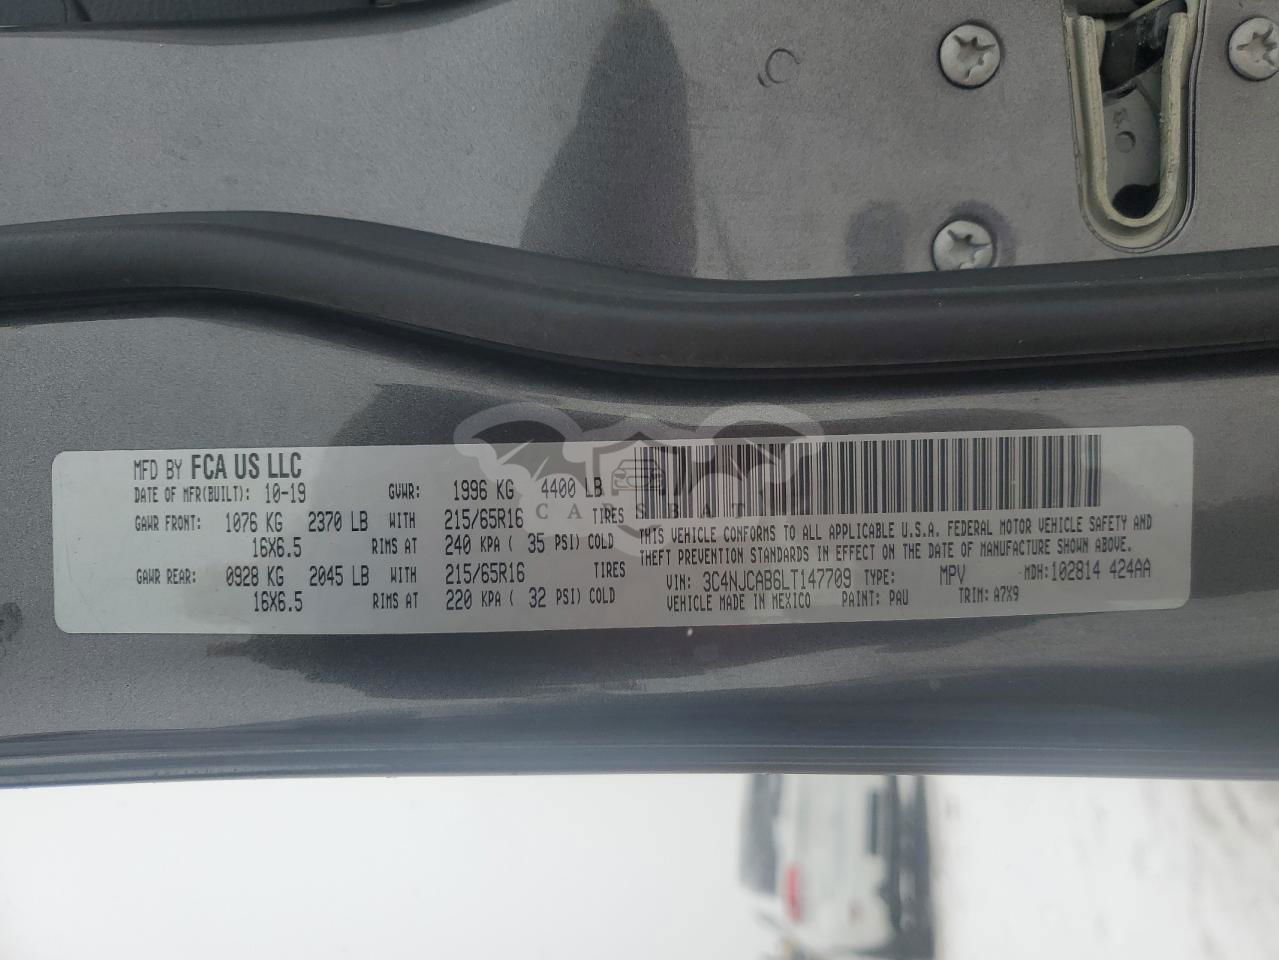 MFD BY FCA US LLC
DATE OF MFR(BUILT): 10-19 GVWR: 1996 KG 4400 LB
GAWR FRONT: 1076 KG 2370 LB WITH 215/65R16 TIRES
16X6.5 RIMS AT 240 KPA ( 35 PSI) COLD
GAWR REAR: 0928 KG 2045 LB WITH 215/65R16 TIRES
16X6.5 RIMS AT 220 KPA ( 32 PSI) COLD
THIS VEHICLE CONFORMS TO ALL APPLICABLE U.S.A. FEDERAL MOTOR VEHICLE SAFETY AND
THEFT PREVENTION STANDARDS IN EFFECT ON THE DATE OF MANUFACTURE SHOWN ABOVE.
VIN: 3C4NJCAB6LT147709 TYPE: MPV MDH:102814 424AA
VEHICLE MADE IN MEXICO PAINT: PAU TRIM: A7X9
CARSBAT